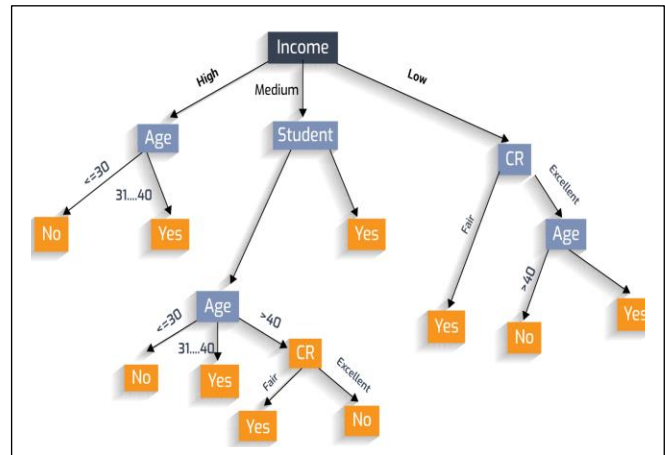 Income
High
Medium
Low
Age
Student
CR
<=30
31....40
Fair
Excellent
No
Yes
Yes
Age
Age
<=30
31....40
>40
>40
Yes
No
Yes
No
Yes
CR
Fair
Excellent
Yes
No